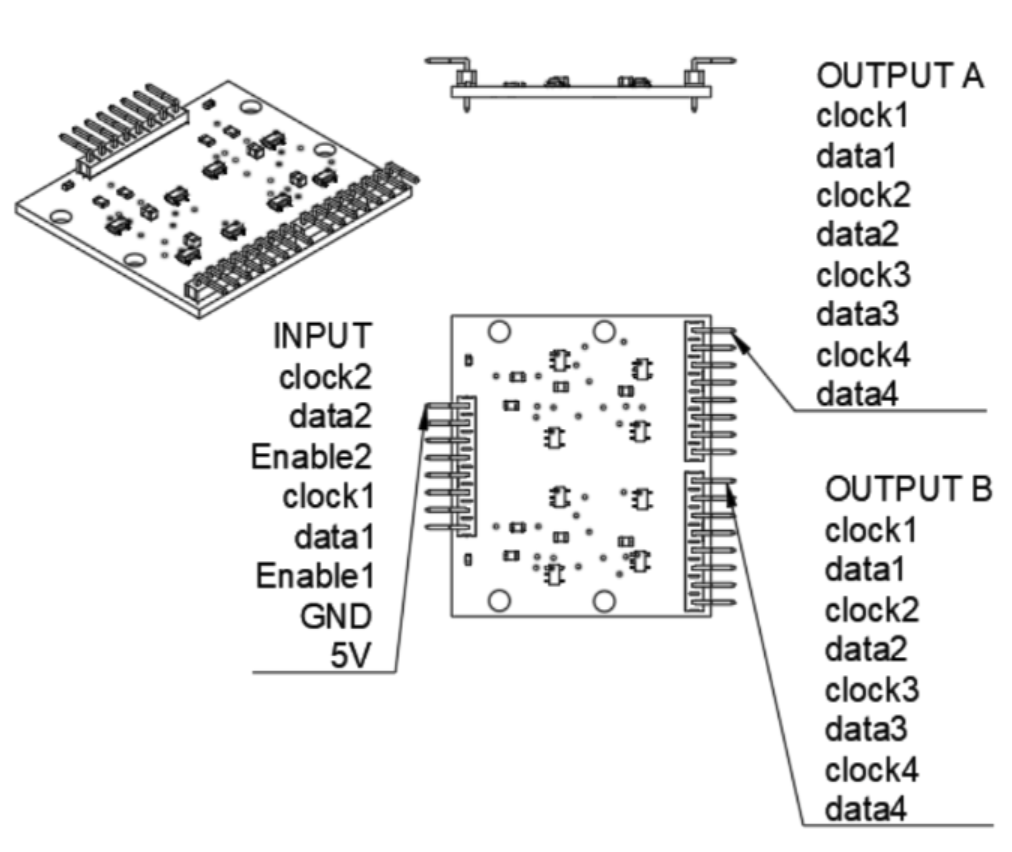 OUTPUT A
clock1
data1
clock2
data2
clock3
data3
clock4
data4
INPUT
clock2
data2
Enable2
clock1
data1
Enable1
GND
5V
OUTPUT B
clock1
data1
clock2
data2
clock3
data3
clock4
data4